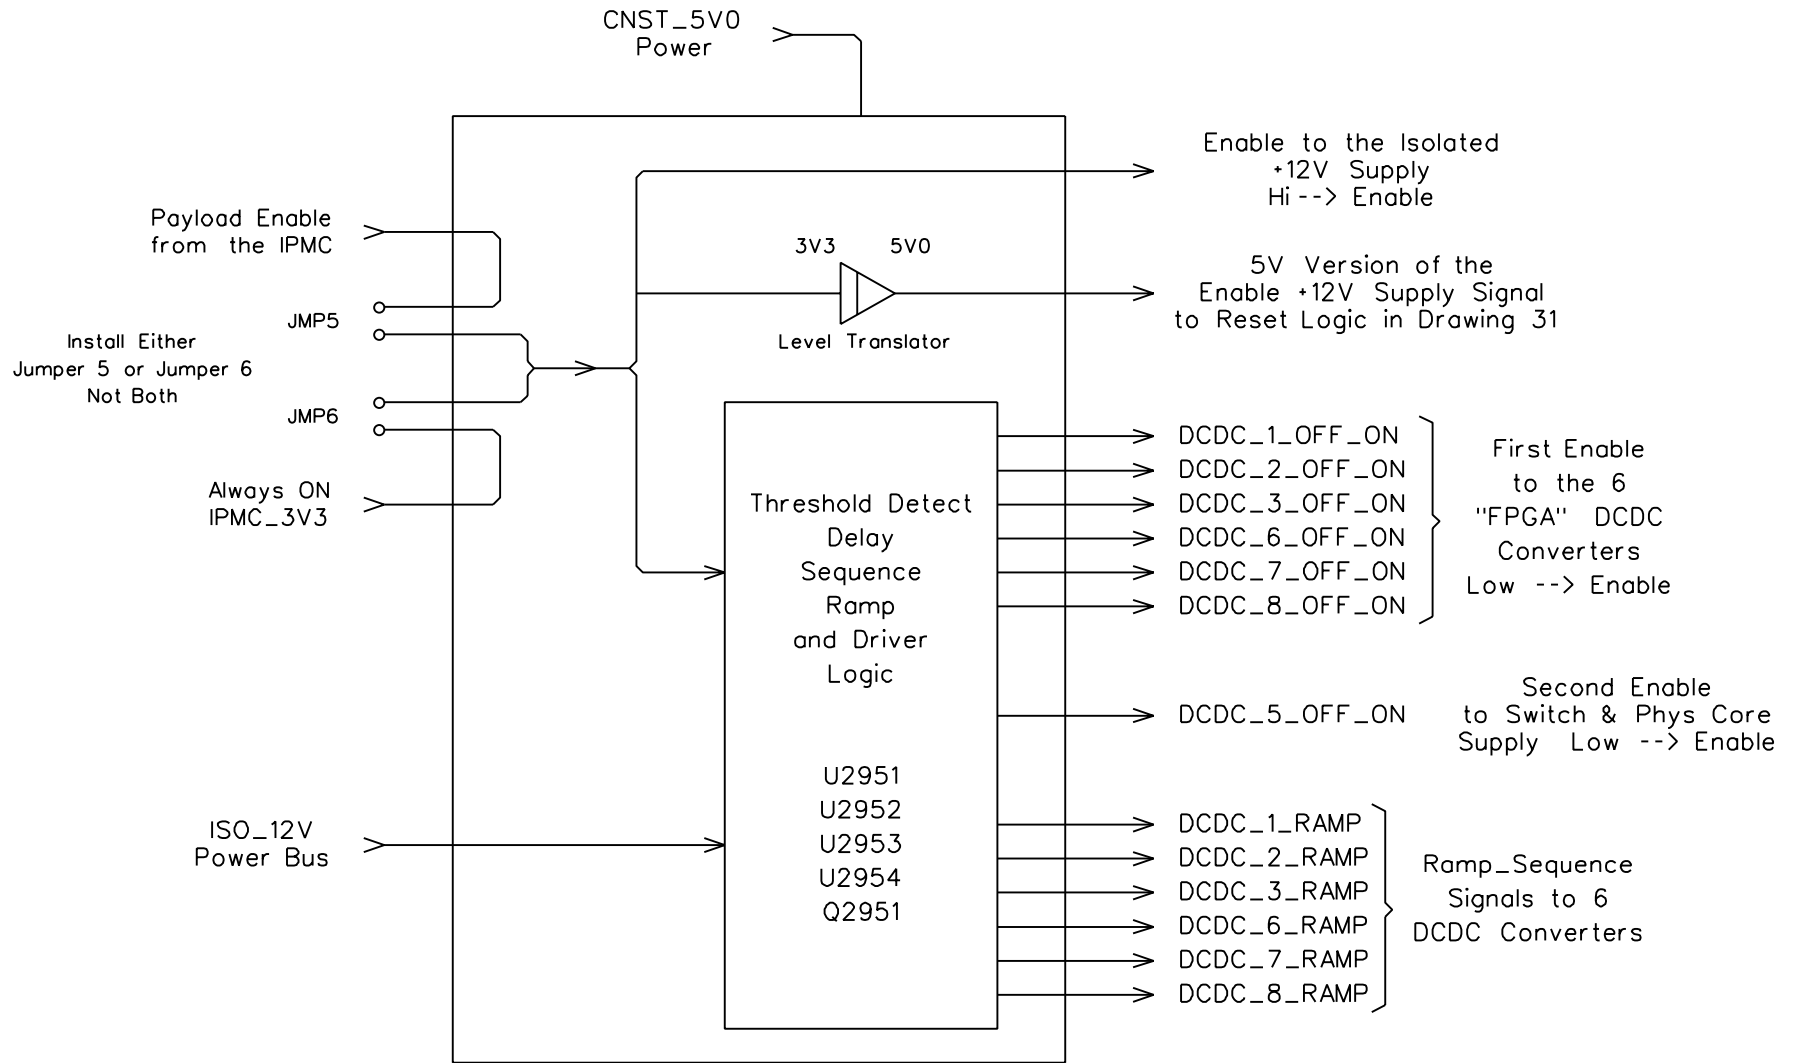 CNST_5V0
Power
Enable to the Isolated
+12V Supply
Hi --> Enable
Payload Enable
from the IPMC
3V3
5V0
Level Translator
5V Version of the
Enable +12V Supply Signal
to Reset Logic in Drawing 31
JMP5
Install Either
Jumper 5 or Jumper 6
Not Both
JMP6
Always ON
IPMC_3V3
ISO_12V
Power Bus
Threshold Detect
Delay
Sequence
Ramp
and Driver
Logic
U2951
U2952
U2953
U2954
Q2951
DCDC_1_OFF_ON
DCDC_2_OFF_ON
DCDC_3_OFF_ON
DCDC_6_OFF_ON
DCDC_7_OFF_ON
DCDC_8_OFF_ON
First Enable
to the 6
"FPGA" DCDC
Converters
Low --> Enable
DCDC_5_OFF_ON
Second Enable
to Switch & Phys Core
Supply Low --> Enable
DCDC_1_RAMP
DCDC_2_RAMP
DCDC_3_RAMP
DCDC_6_RAMP
DCDC_7_RAMP
DCDC_8_RAMP
Ramp_Sequence
Signals to 6
DCDC Converters